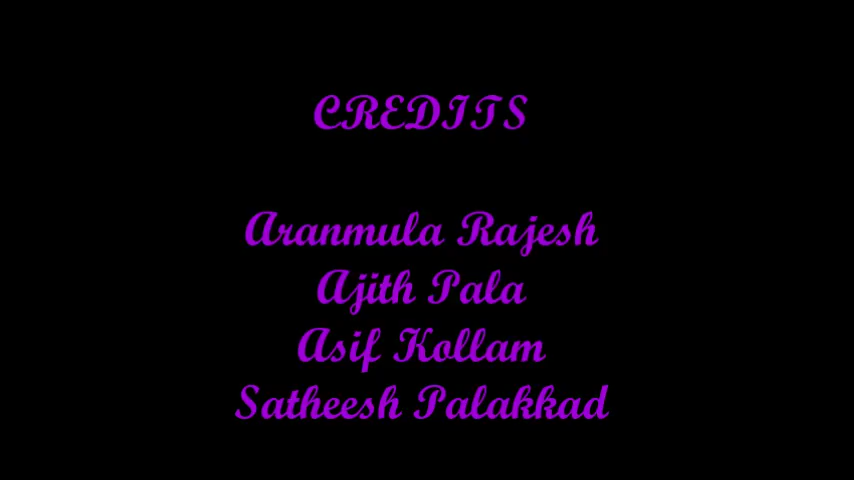 CREDITS
Aranmula Rajesh
Ajith Pala
Asif Kollam
Satheesh Palakkad